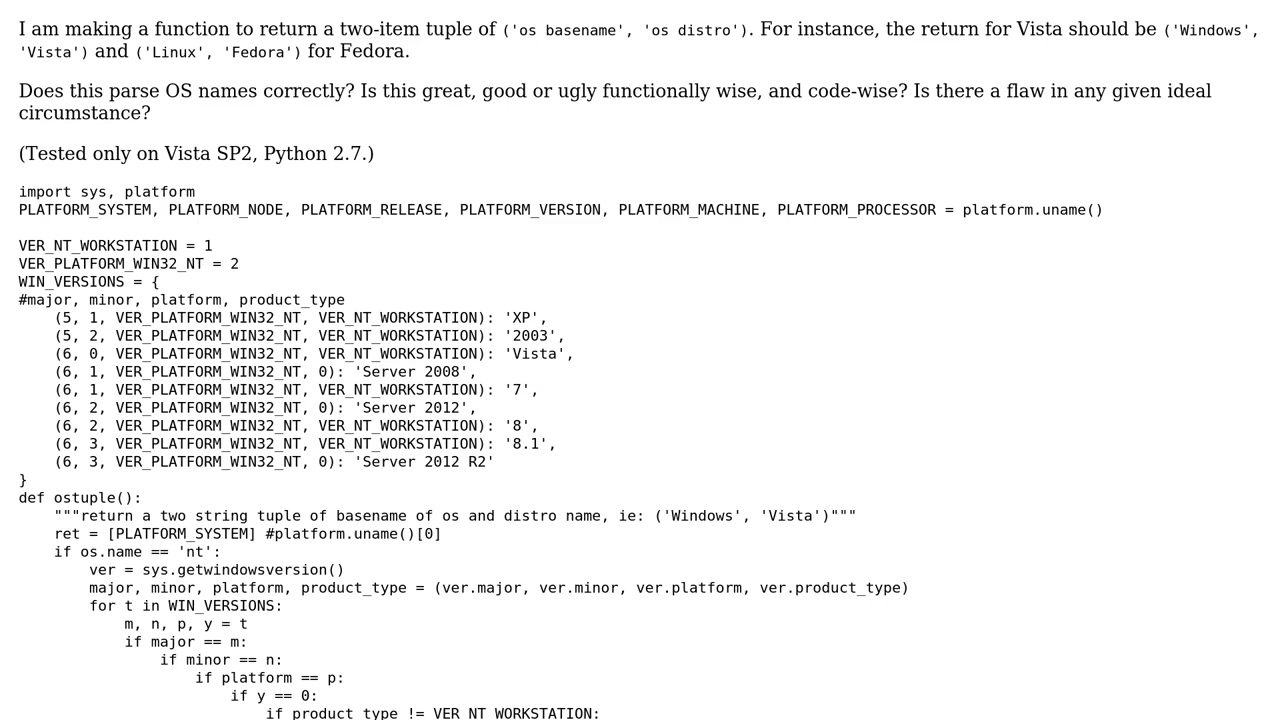 I am making a function to return a two-item tuple of ('os basename', 'os distro'). For instance, the return for Vista should be ('Windows',
'Vista') and ('Linux', 'Fedora') for Fedora.
Does this parse OS names correctly? Is this great, good or ugly functionally wise, and code-wise? Is there a flaw in any given ideal
circumstance?
(Tested only on Vista SP2, Python 2.7.)
import sys, platform
PLATFORM_SYSTEM, PLATFORM_NODE, PLATFORM_RELEASE, PLATFORM_VERSION, PLATFORM_MACHINE, PLATFORM_PROCESSOR = platform.uname()
VER_NT_WORKSTATION = 1
VER_PLATFORM_WIN32_NT = 2
WIN_VERSIONS = {
#major, minor, platform, product_type
    (5, 1, VER_PLATFORM_WIN32_NT, VER_NT_WORKSTATION): 'XP',
    (5, 2, VER_PLATFORM_WIN32_NT, VER_NT_WORKSTATION): '2003',
    (6, 0, VER_PLATFORM_WIN32_NT, VER_NT_WORKSTATION): 'Vista',
    (6, 1, VER_PLATFORM_WIN32_NT, 0): 'Server 2008',
    (6, 1, VER_PLATFORM_WIN32_NT, VER_NT_WORKSTATION): '7',
    (6, 2, VER_PLATFORM_WIN32_NT, 0): 'Server 2012',
    (6, 2, VER_PLATFORM_WIN32_NT, VER_NT_WORKSTATION): '8',
    (6, 3, VER_PLATFORM_WIN32_NT, VER_NT_WORKSTATION): '8.1',
    (6, 3, VER_PLATFORM_WIN32_NT, 0): 'Server 2012 R2'
}
def ostuple():
    """return a two string tuple of basename of os and distro name, ie: ('Windows', 'Vista')"""
    ret = [PLATFORM_SYSTEM] #platform.uname()[0]
    if os.name == 'nt':
        ver = sys.getwindowsversion()
        major, minor, platform, product_type = (ver.major, ver.minor, ver.platform, ver.product_type)
        for t in WIN_VERSIONS:
            m, n, p, y = t
            if major == m:
                if minor == n:
                    if platform == p:
                        if y == 0:
                            if product_type != VER_NT_WORKSTATION: